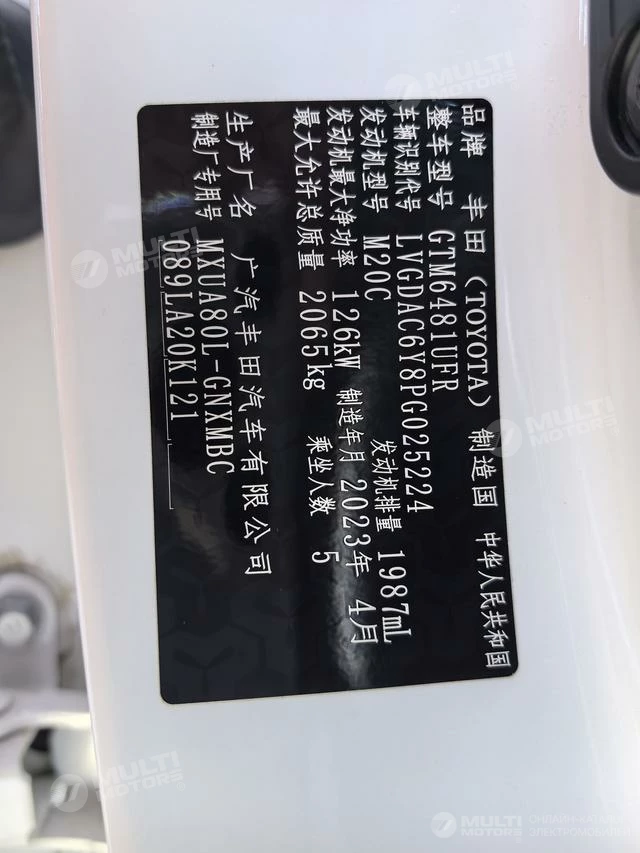 品牌 丰田(TOYOTA) 制造国 中华人民共和国
整车型号 GTM6481UFR
车辆识别代号 LVGDAC6Y8PG025224
发动机型号 M20C 发动机排量 1987mL
发动机最大净功率 126kW 制造年月 2023年 4月
最大允许总质量 2065kg 乘坐人数 5
生产厂名 广汽丰田汽车有限公司
制造厂专用号 MXUA80L-GNXMBC
089LA20K121
MULTI MOTORS
MULTI MOTORS
MULTI MOTORS
MULTI MOTORS
MULTI MOTORS